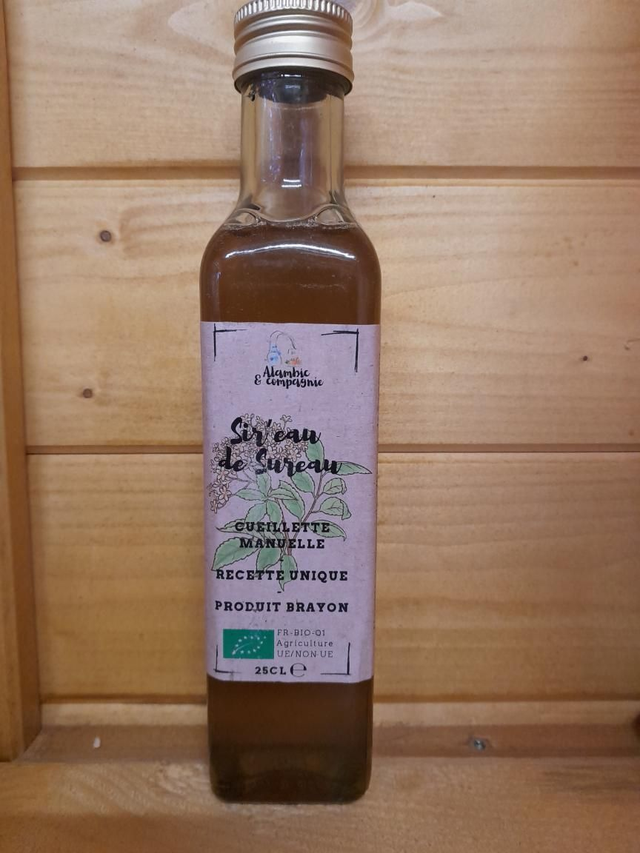 Alambic
& compagnie
Sir'eau
de Sureau
CUEILLETTE
MANUELLE
-
RECETTE UNIQUE
-
PRODUIT BRAYON
FR-BIO-01
Agriculture
UE/NON UE
25CL ℮